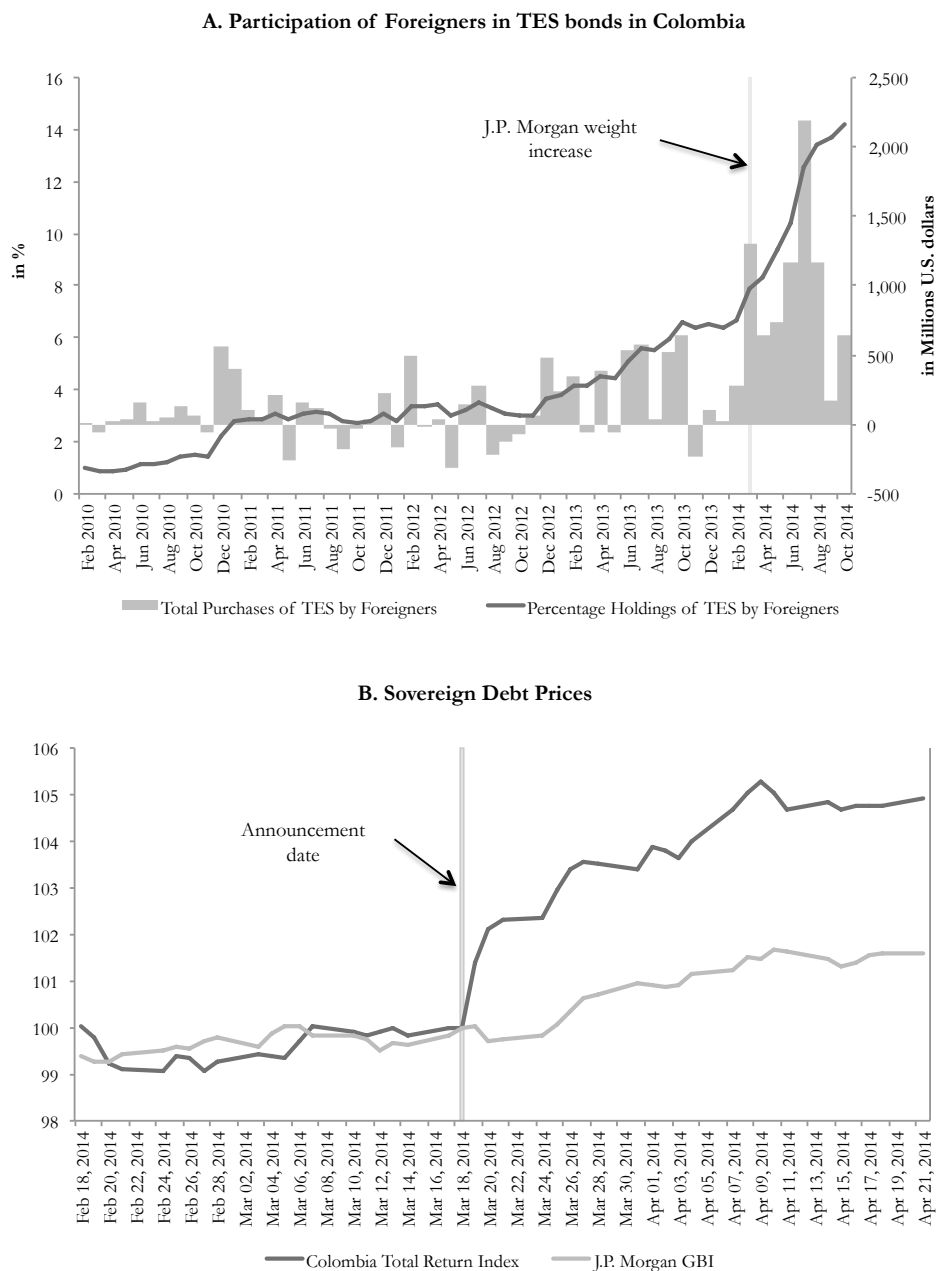 A. Participation of Foreigners in TES bonds in Colombia
16
14
12
10
8
6
4
2
0
in %
2,500
2,000
1,500
1,000
500
0
-500
in Millions U.S. dollars
J.P. Morgan weight
increase
Feb 2010
Apr 2010
Jun 2010
Aug 2010
Oct 2010
Dec 2010
Feb 2011
Apr 2011
Jun 2011
Aug 2011
Oct 2011
Dec 2011
Feb 2012
Apr 2012
Jun 2012
Aug 2012
Oct 2012
Dec 2012
Feb 2013
Apr 2013
Jun 2013
Aug 2013
Oct 2013
Dec 2013
Feb 2014
Apr 2014
Jun 2014
Aug 2014
Oct 2014
Total Purchases of TES by Foreigners
Percentage Holdings of TES by Foreigners
B. Sovereign Debt Prices
106
105
104
103
102
101
100
99
98
Announcement
date
Feb 18, 2014
Feb 20, 2014
Feb 22, 2014
Feb 24, 2014
Feb 26, 2014
Feb 28, 2014
Mar 02, 2014
Mar 04, 2014
Mar 06, 2014
Mar 08, 2014
Mar 10, 2014
Mar 12, 2014
Mar 14, 2014
Mar 16, 2014
Mar 18, 2014
Mar 20, 2014
Mar 22, 2014
Mar 24, 2014
Mar 26, 2014
Mar 28, 2014
Mar 30, 2014
Apr 01, 2014
Apr 03, 2014
Apr 05, 2014
Apr 07, 2014
Apr 09, 2014
Apr 11, 2014
Apr 13, 2014
Apr 15, 2014
Apr 17, 2014
Apr 19, 2014
Apr 21, 2014
Colombia Total Return Index
J.P. Morgan GBI